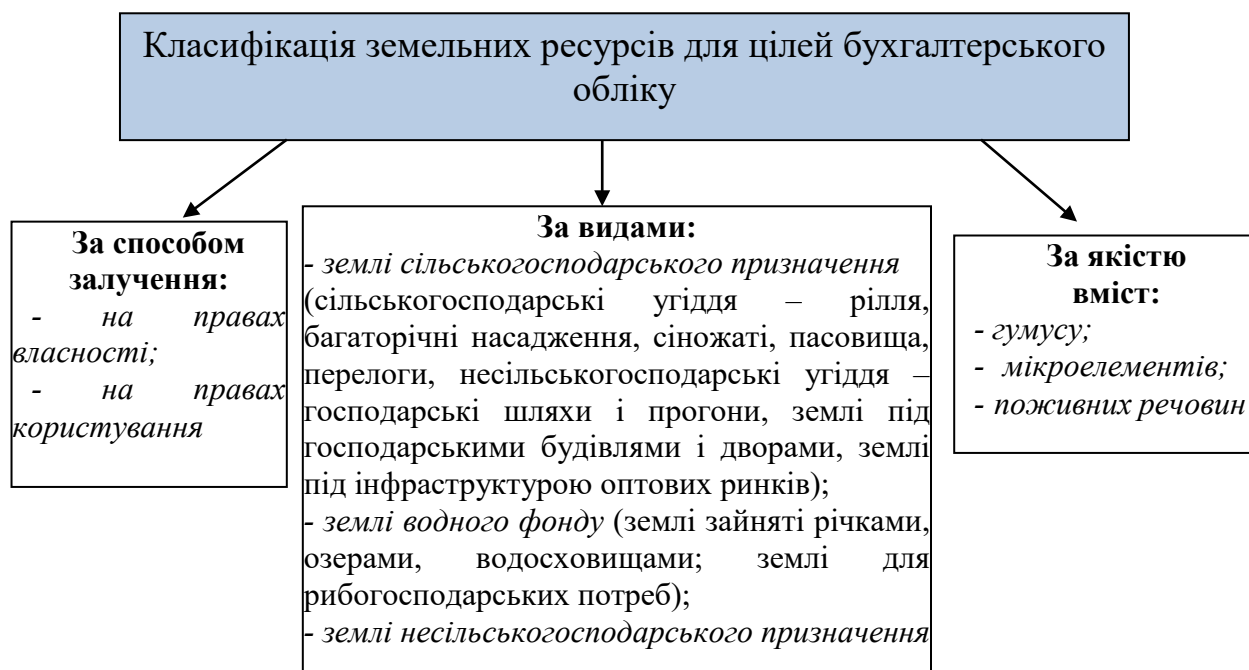 Класифікація земельних ресурсів для цілей бухгалтерського
обліку
За способом
залучення:
- на правах
власності;
- на правах
користування
За видами:
- землі сільськогосподарського призначення
(сільськогосподарські угіддя – рілля,
багаторічні насадження, сіножаті, пасовища,
перелоги, несільськогосподарські угіддя –
господарські шляхи і прогони, землі під
господарськими будівлями і дворами, землі
під інфраструктурою оптових ринків);
- землі водного фонду (землі зайняті річками,
озерами, водосховищами; землі для
рибогосподарських потреб);
- землі несільськогосподарського призначення
За якістю
вміст:
- гумусу;
- мікроелементів;
- поживних речовин